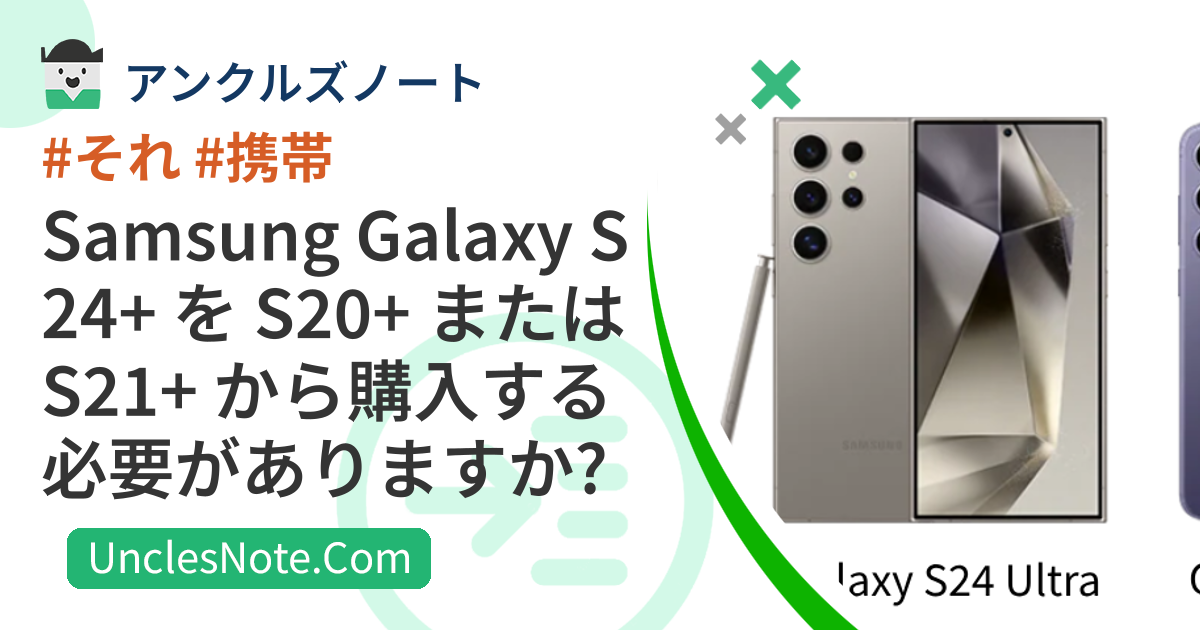 アンクルズノート
#それ #携帯
Samsung Galaxy S
24+ を S20+ または
S21+ から購入する
必要がありますか?
UnclesNote.Com
SAMSUNG
laxy S24 Ultra